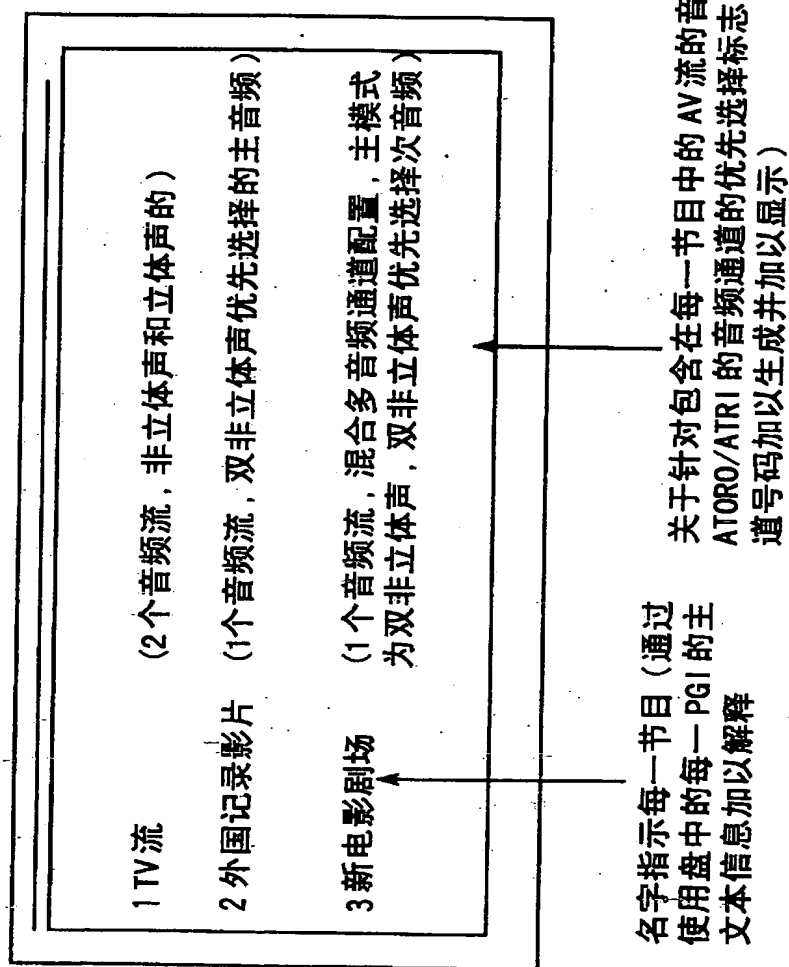 1 TV流 (2个音频流，非立体声和立体声的)
2 外国记录影片 (1个音频流，双非立体声优先选择的主音频)
3 新电影剧场 (1个音频流，混合多音频通道配置，主模式
为双非立体声，双非立体声优先选择次音频)
名字指示每一节目(通过
使用盘中的每一PGI的主
文本信息加以解释
关于针对包含在每一节目中的AV流的音
ATORO/ATRI的音频通道的优先选择标志
道号码加以生成并加以显示)